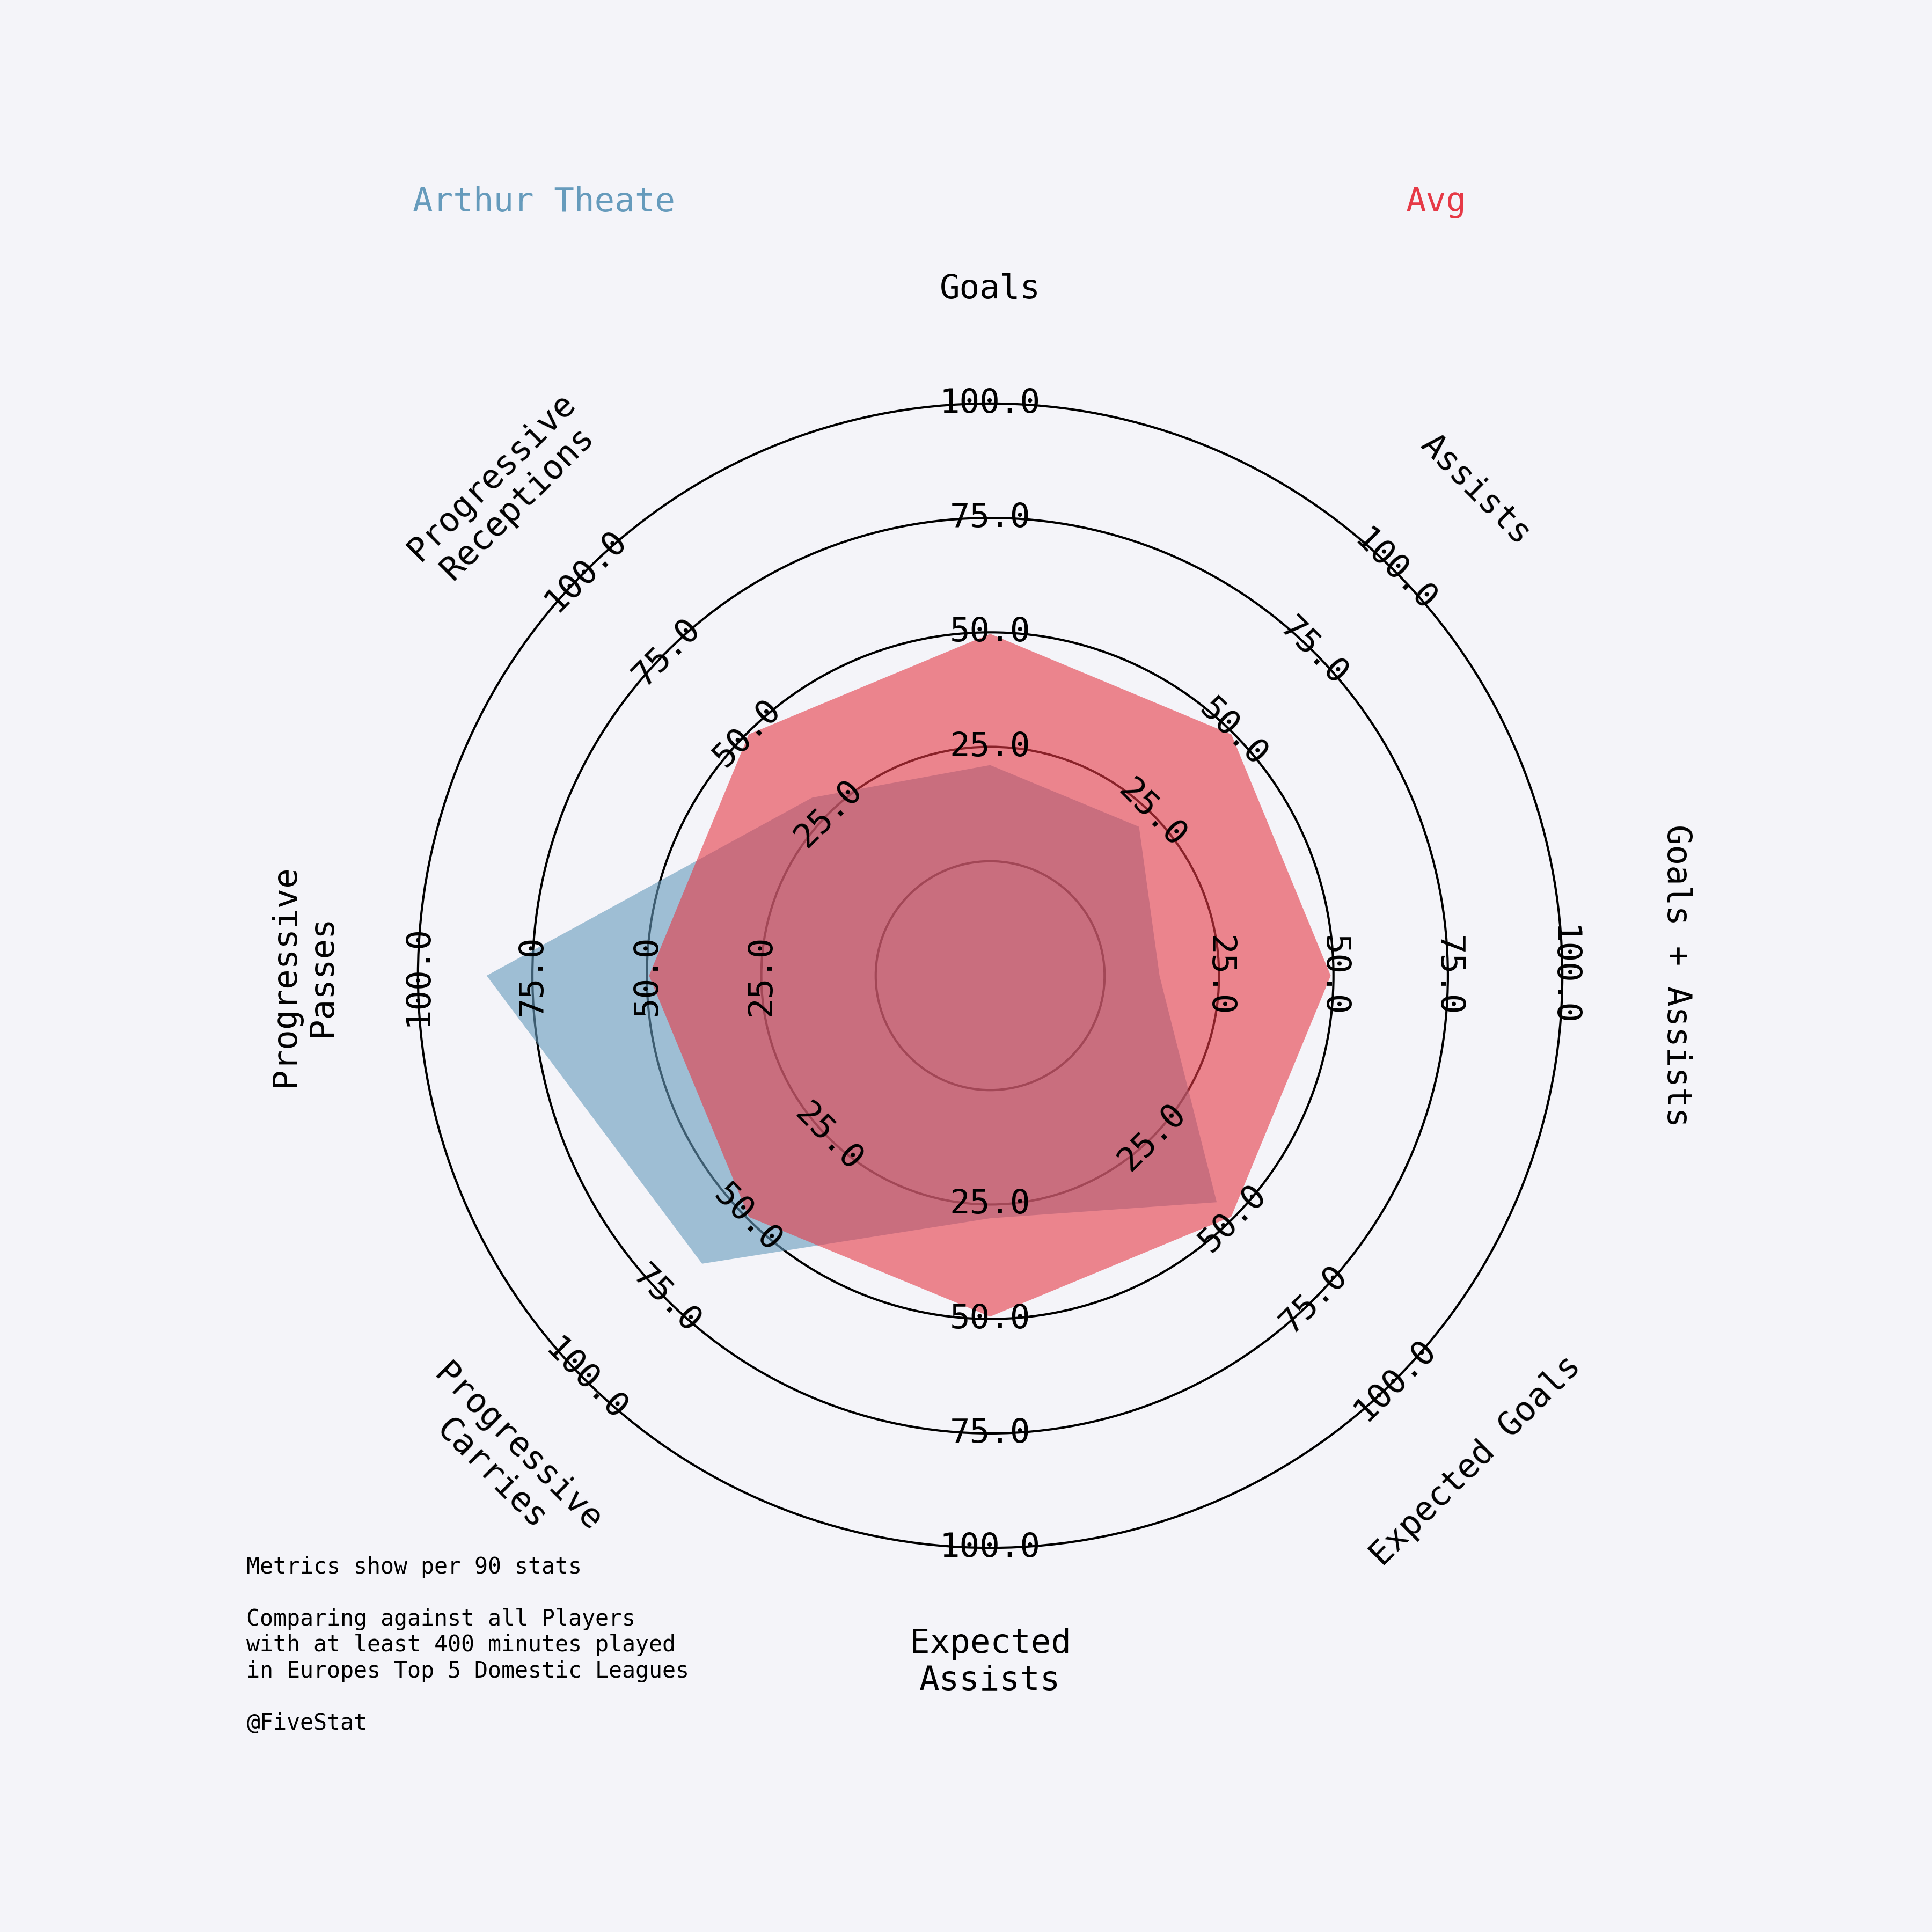 Arthur Theate
Avg
Goals
Assists
Goals + Assists
Expected Goals
Expected
Assists
Progressive
Carries
Progressive
Passes
Progressive
Receptions
25.0
50.0
75.0
100.0
25.0
50.0
75.0
100.0
25.0
50.0
75.0
100.0
25.0
50.0
75.0
100.0
25.0
50.0
75.0
100.0
25.0
50.0
75.0
100.0
25.0
50.0
75.0
100.0
25.0
50.0
75.0
100.0
Metrics show per 90 stats
Comparing against all Players
with at least 400 minutes played
in Europes Top 5 Domestic Leagues
@FiveStat